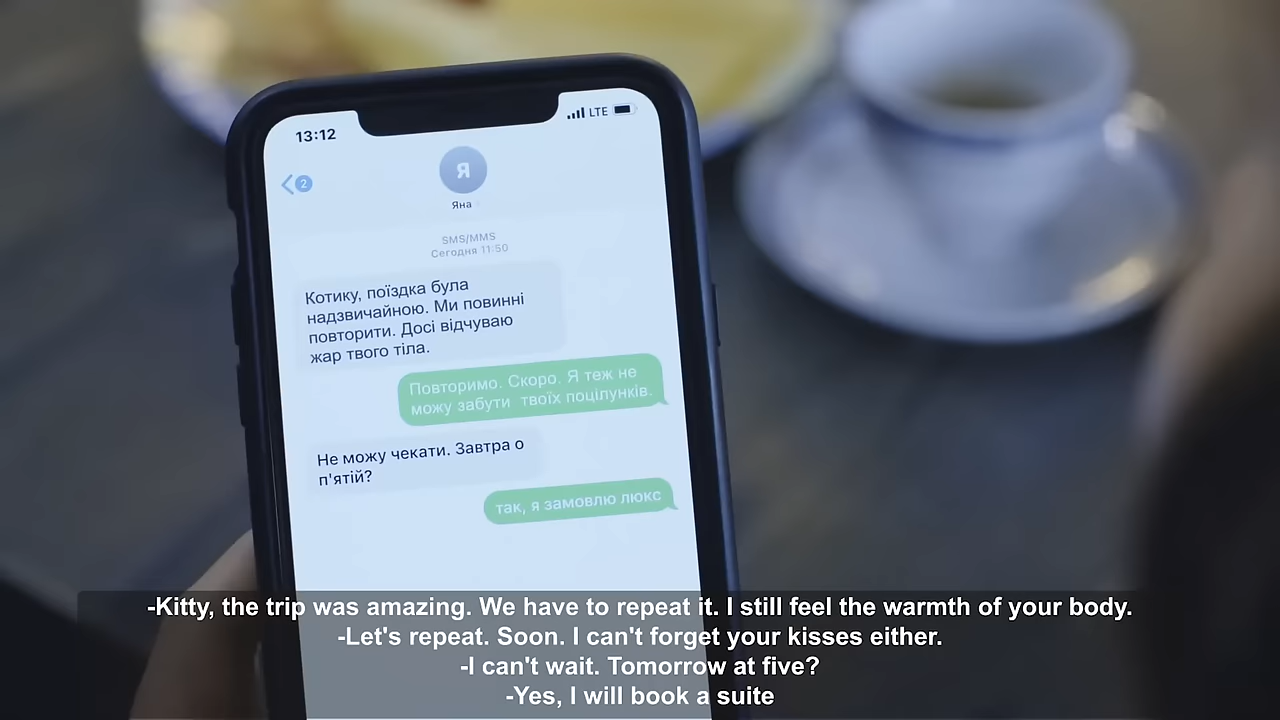 13:12
LTE
2
Я
Яна
SMS/MMS
Сегодня 11:50
Котику, поїздка була
надзвичайною. Ми повинні
повторити. Досі відчуваю
жар твого тіла.
Повторимо. Скоро. Я теж не
можу забути твоїх поцілунків.
Не можу чекати. Завтра о
п'ятій?
так, я замовлю люкс
-Kitty, the trip was amazing. We have to repeat it. I still feel the warmth of your body.
-Let's repeat. Soon. I can't forget your kisses either.
-I can't wait. Tomorrow at five?
-Yes, I will book a suite